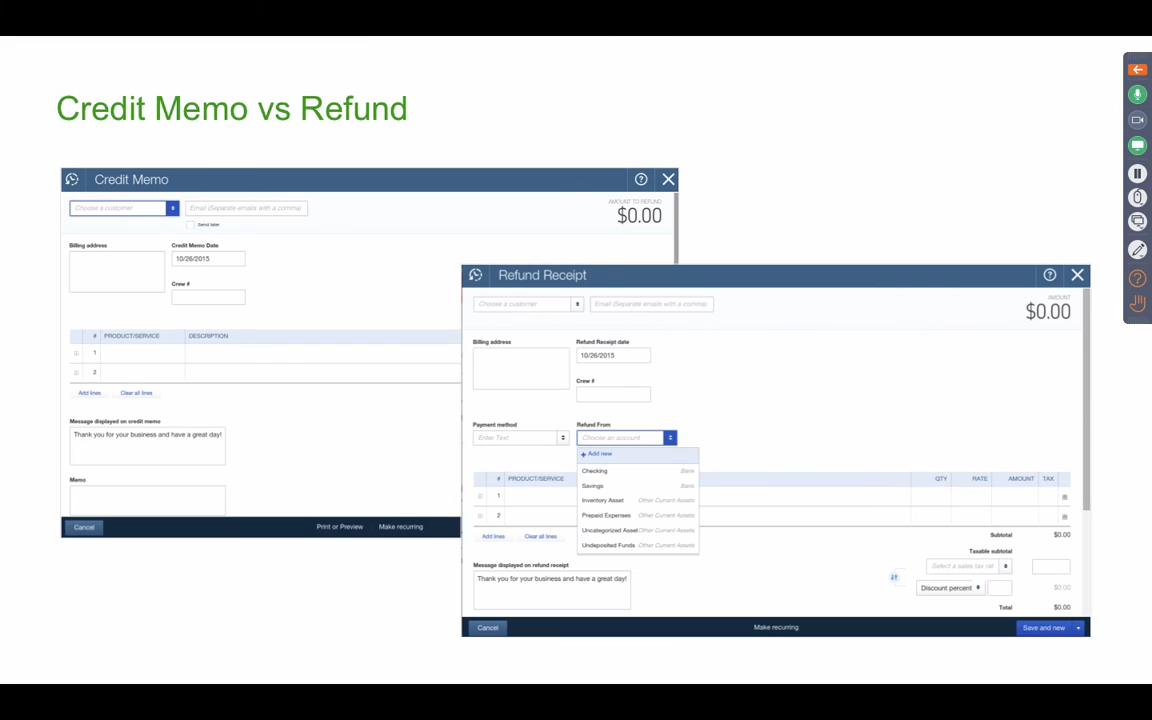 Credit Memo vs Refund
Credit Memo
Choose a customer
Email (Separate emails with a comma)
Send later
AMOUNT TO REFUND
$0.00
Billing address
Credit Memo Date
10/26/2015
Crew #
# PRODUCT/SERVICE DESCRIPTION
1
2
Add lines Clear all lines
Message displayed on credit memo
Thank you for your business and have a great day!
Memo
Cancel Print or Preview Make recurring
Refund Receipt
Choose a customer
Email (Separate emails with a comma)
AMOUNT
$0.00
Billing address
Refund Receipt date
10/26/2015
Crew #
Payment method
Enter Text
Refund From
Choose an account
+ Add new
Checking Bank
Savings Bank
Inventory Asset Other Current Assets
Prepaid Expenses Other Current Assets
Uncategorized Asset Other Current Assets
Undeposited Funds Other Current Assets
# PRODUCT/SERVICE QTY RATE AMOUNT TAX
1
2
Add lines Clear all lines
Subtotal $0.00
Taxable subtotal
Select a sales tax rat
Discount percent $0.00
Total $0.00
Message displayed on refund receipt
Thank you for your business and have a great day!
Cancel Make recurring Save and new